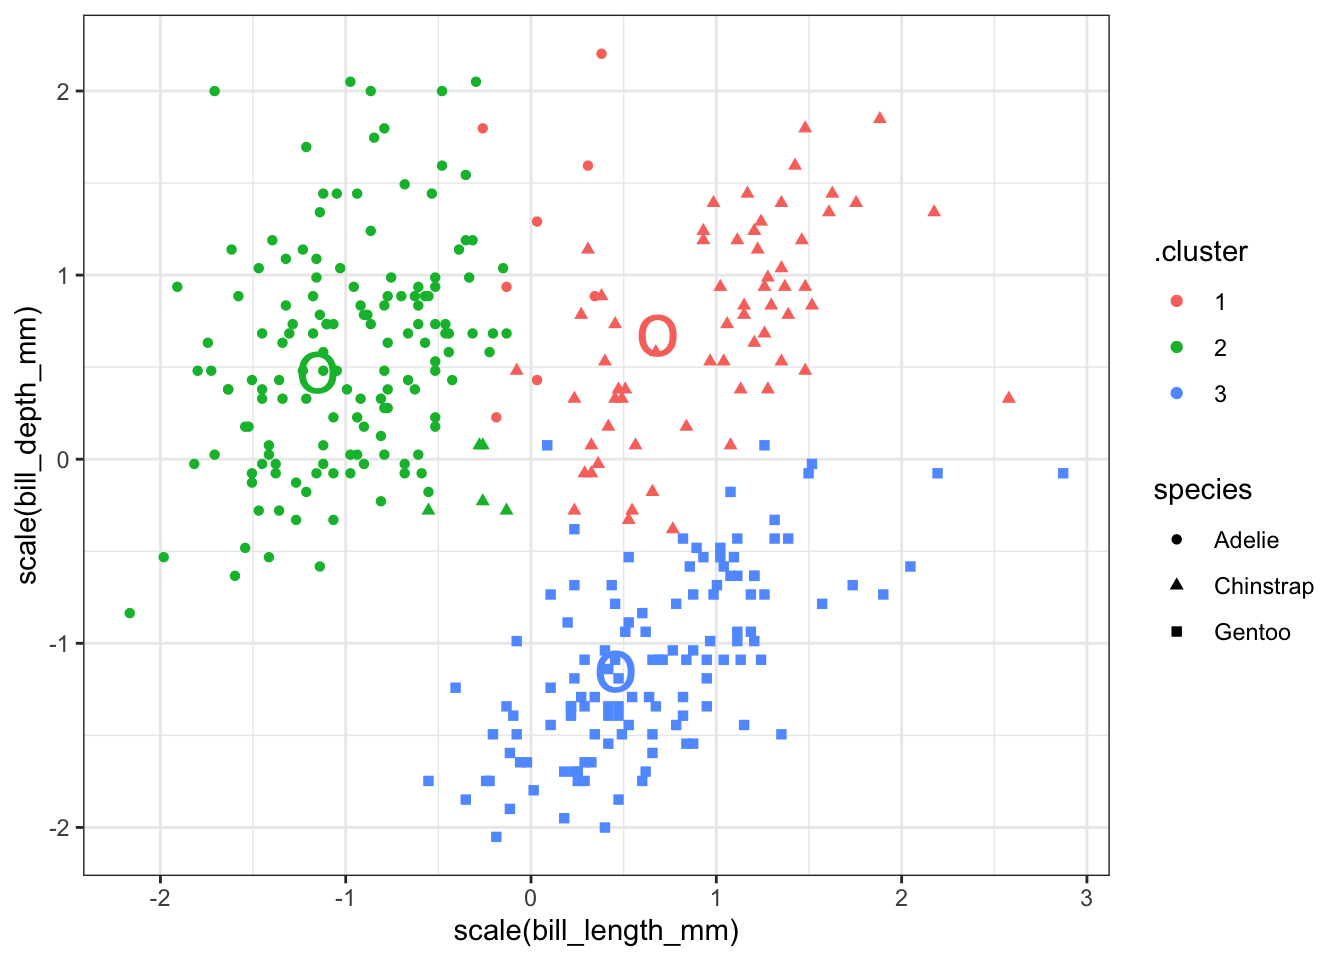 2
1
0
-1
-2
scale(bill_depth_mm)
-2 -1 0 1 2 3
scale(bill_length_mm)
.cluster
1
2
3
species
Adelie
Chinstrap
Gentoo
O
O
O